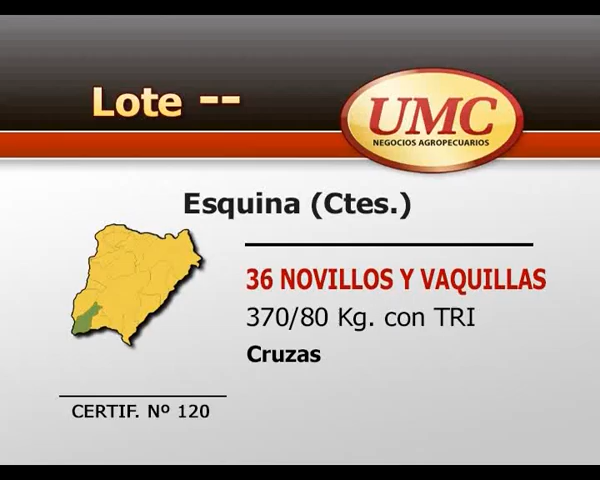 Lote --
UMC
NEGOCIOS AGROPECUARIOS
Esquina (Ctes.)
36 NOVILLOS Y VAQUILLAS
370/80 Kg. con TRI
Cruzas
CERTIF. Nº 120